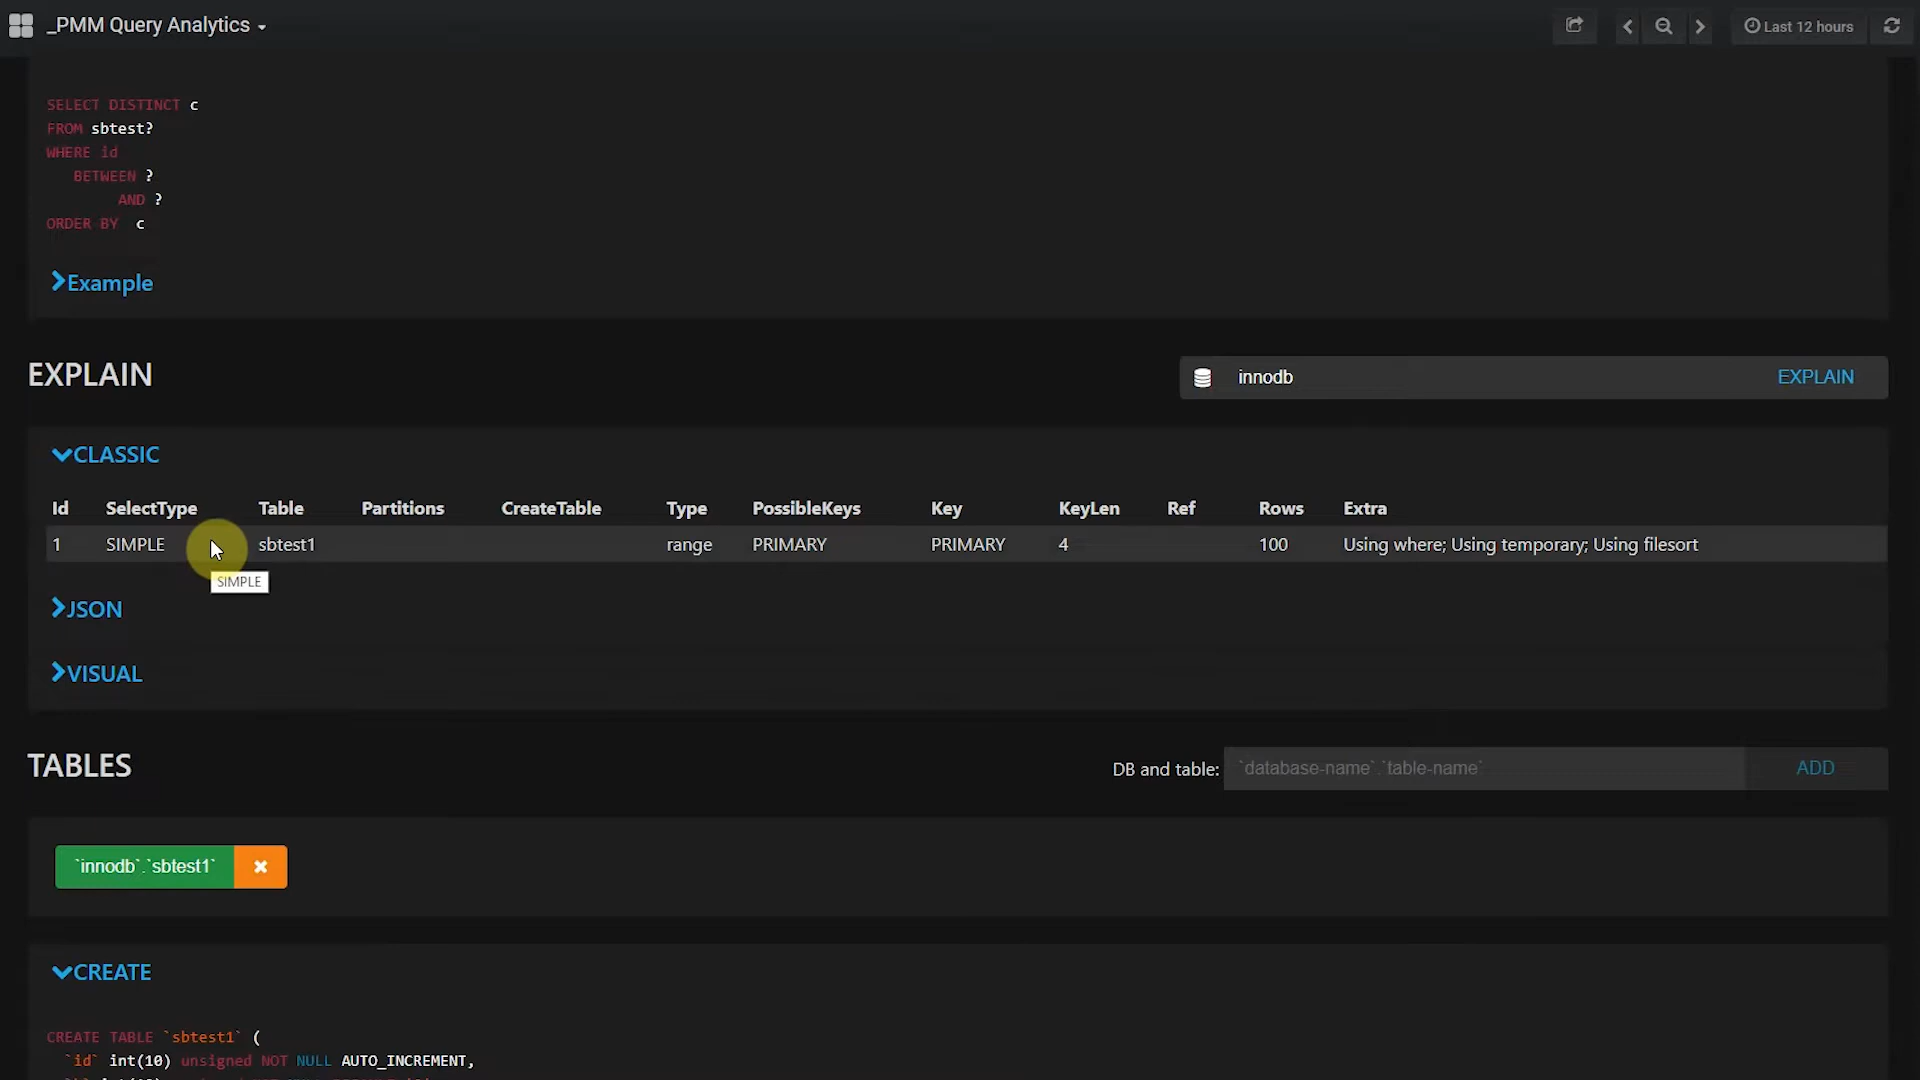 _PMM Query Analytics
Last 12 hours
SELECT DISTINCT c
FROM sbtest?
WHERE id
BETWEEN ?
AND ?
ORDER BY c
Example
EXPLAIN
innodb
EXPLAIN
CLASSIC
Id SelectType Table Partitions CreateTable Type PossibleKeys Key KeyLen Ref Rows Extra
1 SIMPLE sbtest1 range PRIMARY PRIMARY 4 100 Using where; Using temporary; Using filesort
SIMPLE
JSON
VISUAL
TABLES
DB and table: `database-name`.`table-name` ADD
`innodb`.`sbtest1`
CREATE
CREATE TABLE `sbtest1` (
`id` int(10) unsigned NOT NULL AUTO_INCREMENT,